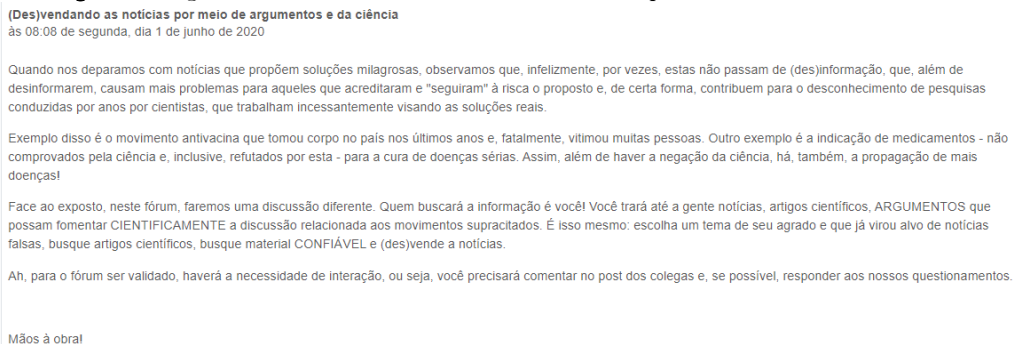 (Des)vendando as notícias por meio de argumentos e da ciência
às 08:08 de segunda, dia 1 de junho de 2020
Quando nos deparamos com notícias que propõem soluções milagrosas, observamos que, infelizmente, por vezes, estas não passam de (des)informação, que, além de
desinformarem, causam mais problemas para aqueles que acreditaram e "seguiram" à risca o proposto e, de certa forma, contribuem para o desconhecimento de pesquisas
conduzidas por anos por cientistas, que trabalham incessantemente visando as soluções reais.
Exemplo disso é o movimento antivacina que tomou corpo no país nos últimos anos e, fatalmente, vitimou muitas pessoas. Outro exemplo é a indicação de medicamentos - não
comprovados pela ciência e, inclusive, refutados por esta - para a cura de doenças sérias. Assim, além de haver a negação da ciência, há, também, a propagação de mais
doenças!
Face ao exposto, neste fórum, faremos uma discussão diferente. Quem buscará a informação é você! Você trará até a gente notícias, artigos científicos, ARGUMENTOS que
possam fomentar CIENTIFICAMENTE a discussão relacionada aos movimentos supracitados. É isso mesmo: escolha um tema de seu agrado e que já virou alvo de notícias
falsas, busque artigos científicos, busque material CONFIÁVEL e (des)vende a notícias.
Ah, para o fórum ser validado, haverá a necessidade de interação, ou seja, você precisará comentar no post dos colegas e, se possível, responder aos nossos questionamentos.
Mãos à obra!